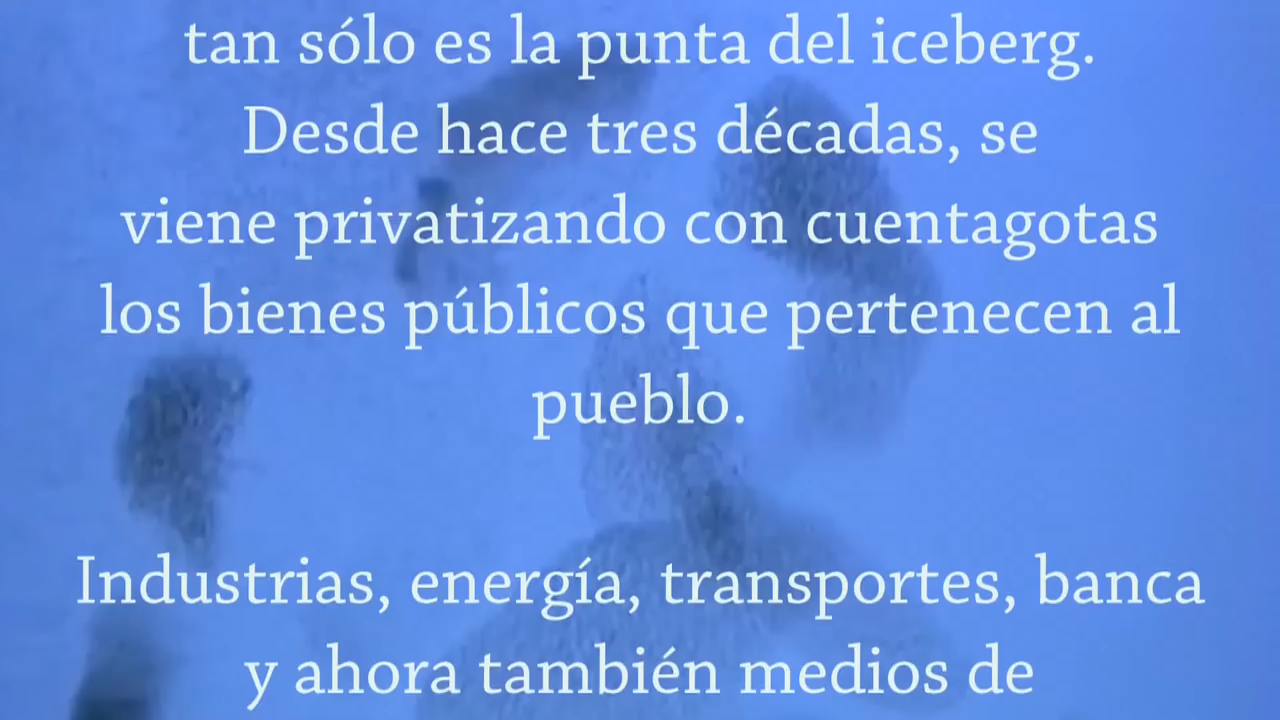 tan sólo es la punta del iceberg.
Desde hace tres décadas, se
viene privatizando con cuentagotas
los bienes públicos que pertenecen al
pueblo.
Industrias, energía, transportes, banca
y ahora también medios de